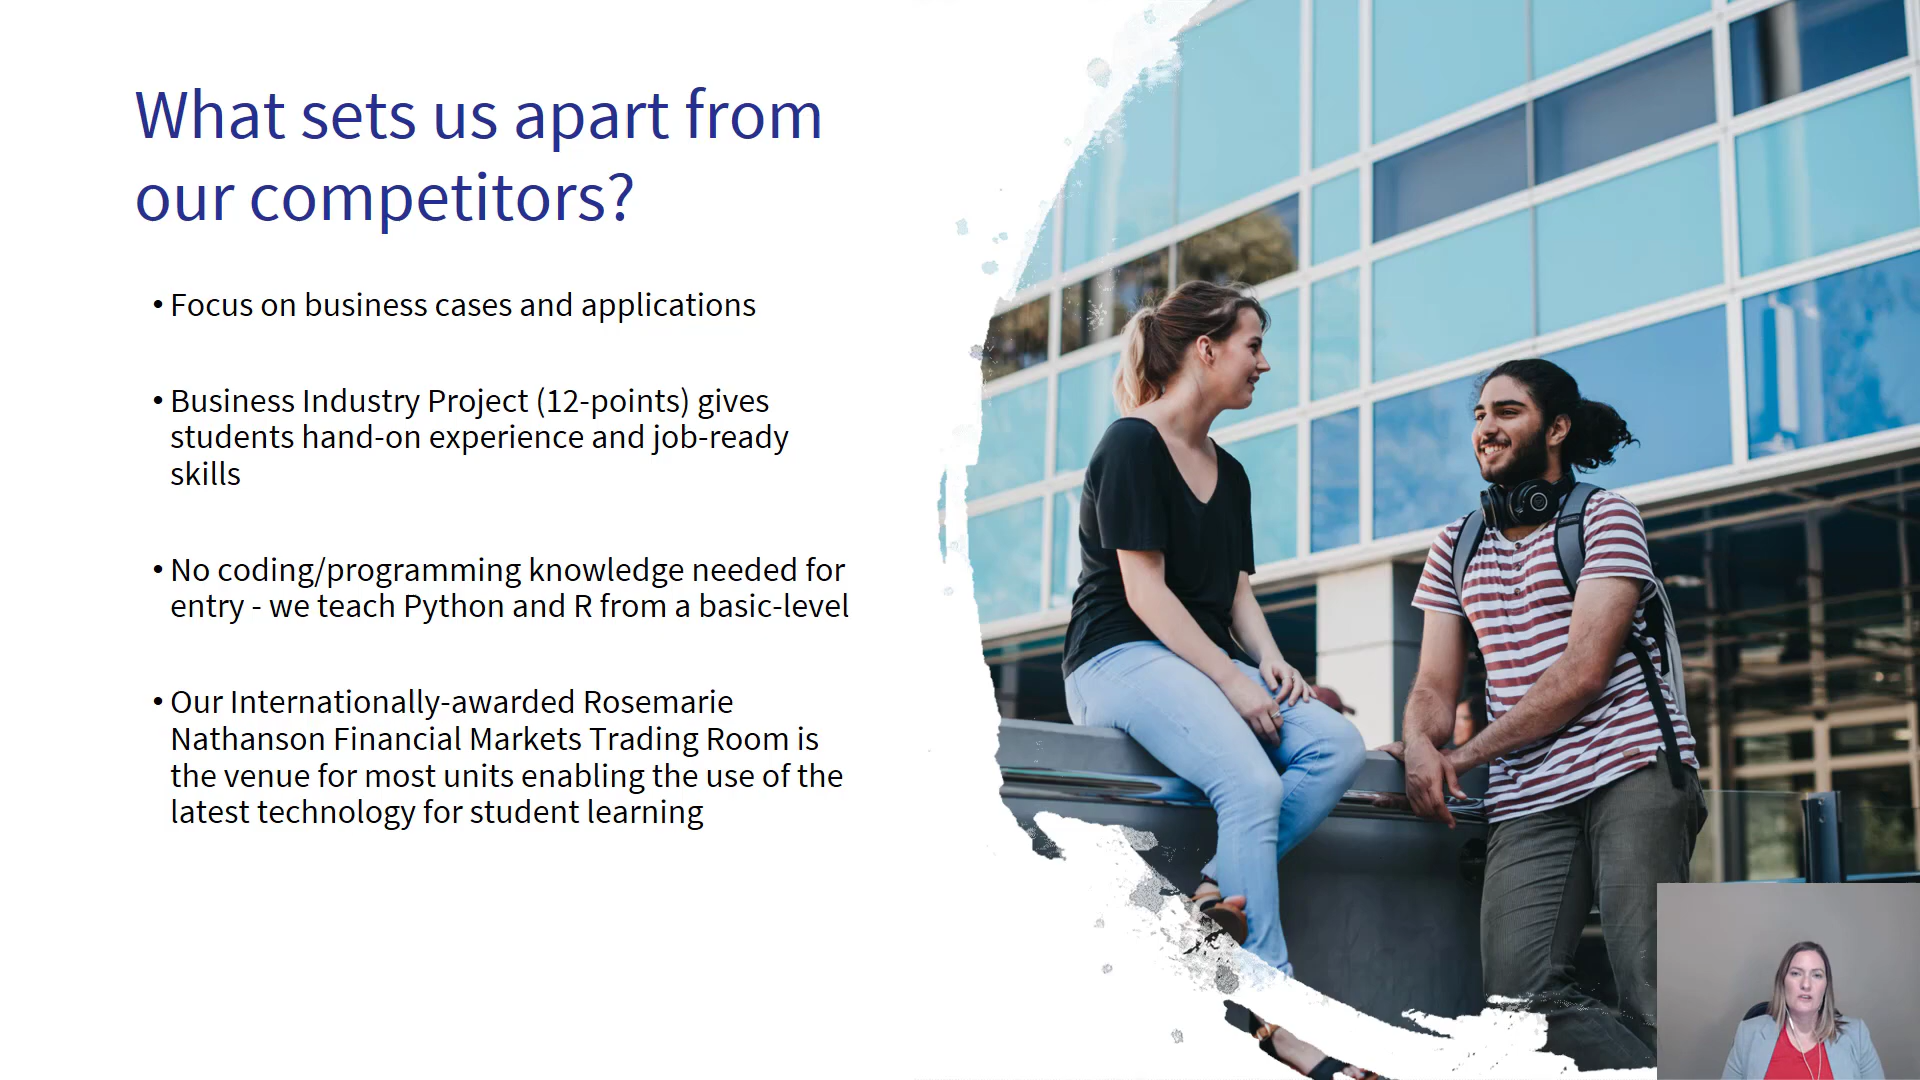 What sets us apart from
our competitors?
• Focus on business cases and applications
• Business Industry Project (12-points) gives
students hand-on experience and job-ready
skills
• No coding/programming knowledge needed for
entry - we teach Python and R from a basic-level
• Our Internationally-awarded Rosemarie
Nathanson Financial Markets Trading Room is
the venue for most units enabling the use of the
latest technology for student learning